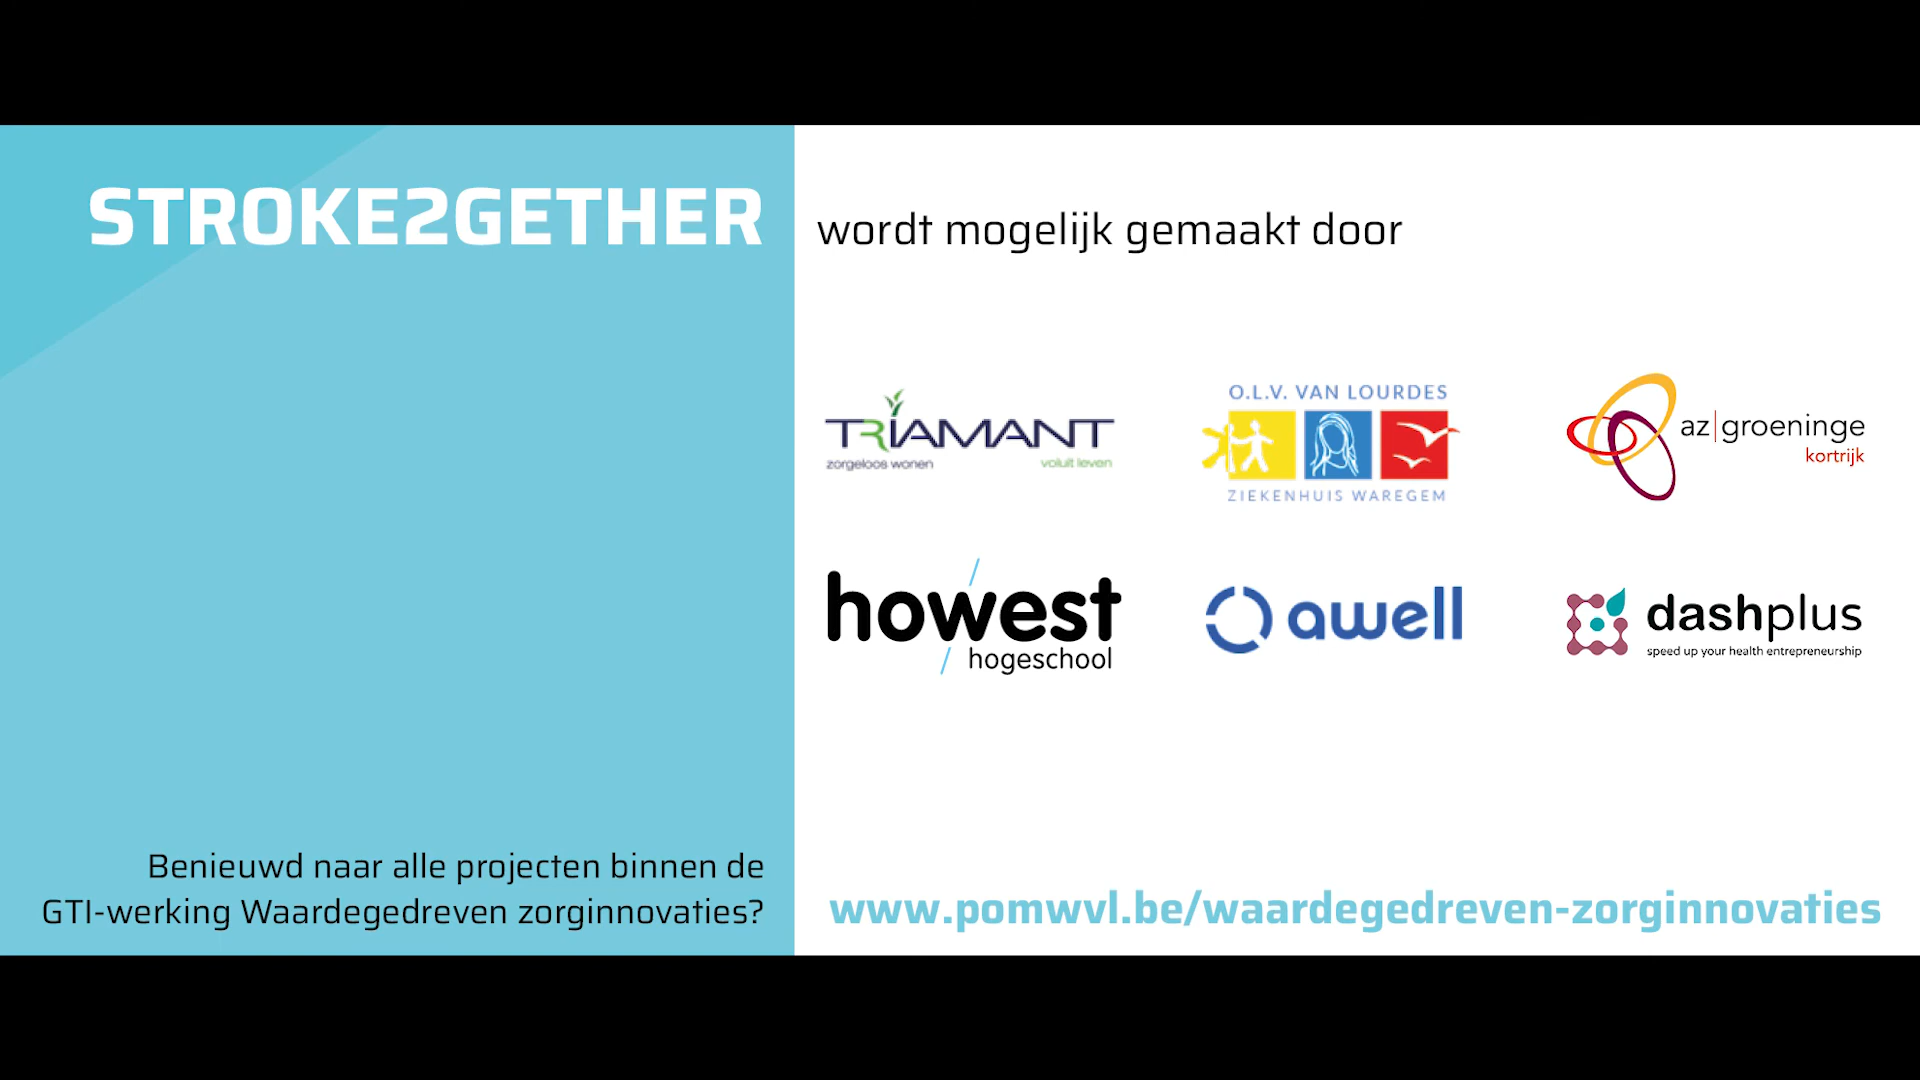 STROKE2GETHER
wordt mogelijk gemaakt door
TRIAMANT
zorgeloos wonen
voluit leven
O.L.V. VAN LOURDES
ZIEKENHUIS WAREGEM
az|groeninge
kortrijk
howest
hogeschool
awell
dashplus
speed up your health entrepreneurship
Benieuwd naar alle projecten binnen de
GTI-werking Waardegedreven zorginnovaties?
www.pomwvl.be/waardegedreven-zorginnovaties